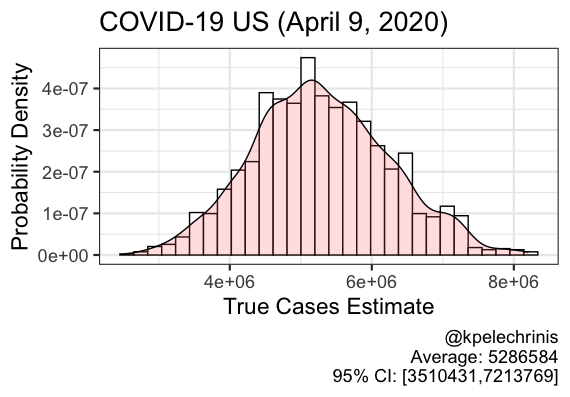 COVID-19 US (April 9, 2020)
Probability Density
4e-07
3e-07
2e-07
1e-07
0e+00
4e+06
6e+06
8e+06
True Cases Estimate
@kpelechrinis
Average: 5286584
95% CI: [3510431,7213769]